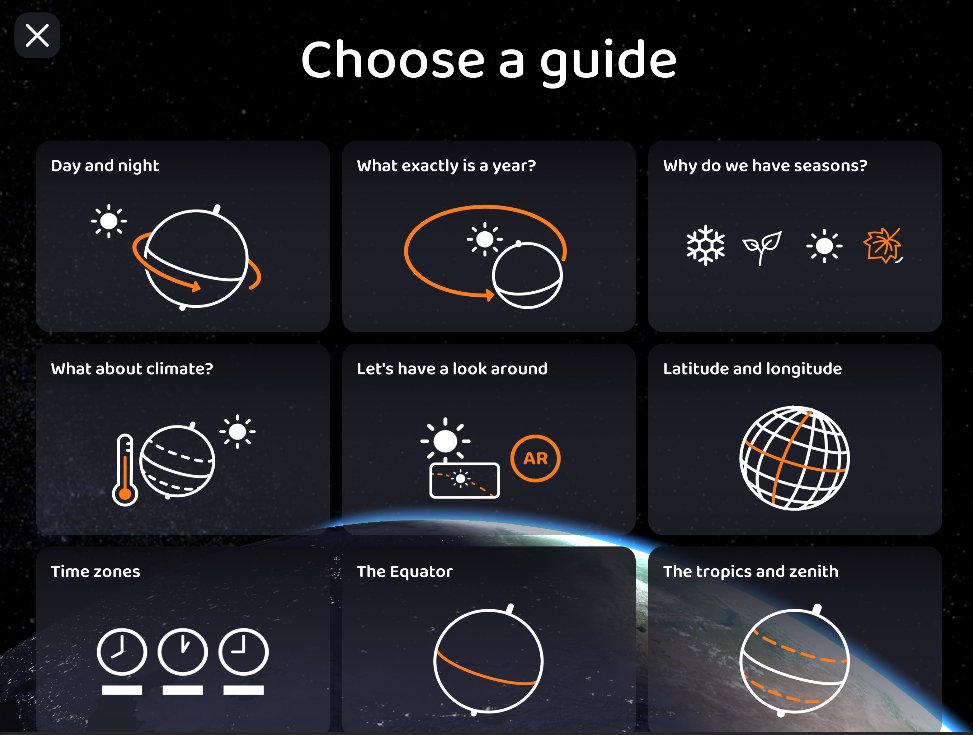 Choose a guide
Day and night
What exactly is a year?
Why do we have seasons?
What about climate?
Let's have a look around
Latitude and longitude
AR
Time zones
The Equator
The tropics and zenith